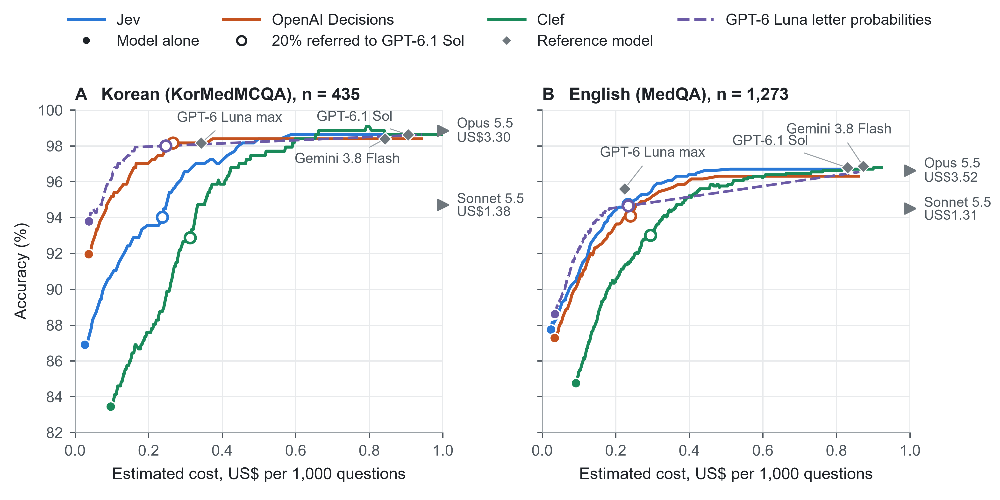 Jev
OpenAI Decisions
Clef
GPT-6 Luna letter probabilities
Model alone
20% referred to GPT-6.1 Sol
Reference model
A Korean (KorMedMCQA), n = 435
Accuracy (%)
100
98
96
94
92
90
88
86
84
82
GPT-6 Luna max
GPT-6.1 Sol
Gemini 3.8 Flash
Opus 5.5
US$3.30
Sonnet 5.5
US$1.38
0.0 0.2 0.4 0.6 0.8 1.0
Estimated cost, US$ per 1,000 questions
B English (MedQA), n = 1,273
Gemini 3.8 Flash
GPT-6.1 Sol
GPT-6 Luna max
Opus 5.5
US$3.52
Sonnet 5.5
US$1.31
0.0 0.2 0.4 0.6 0.8 1.0
Estimated cost, US$ per 1,000 questions